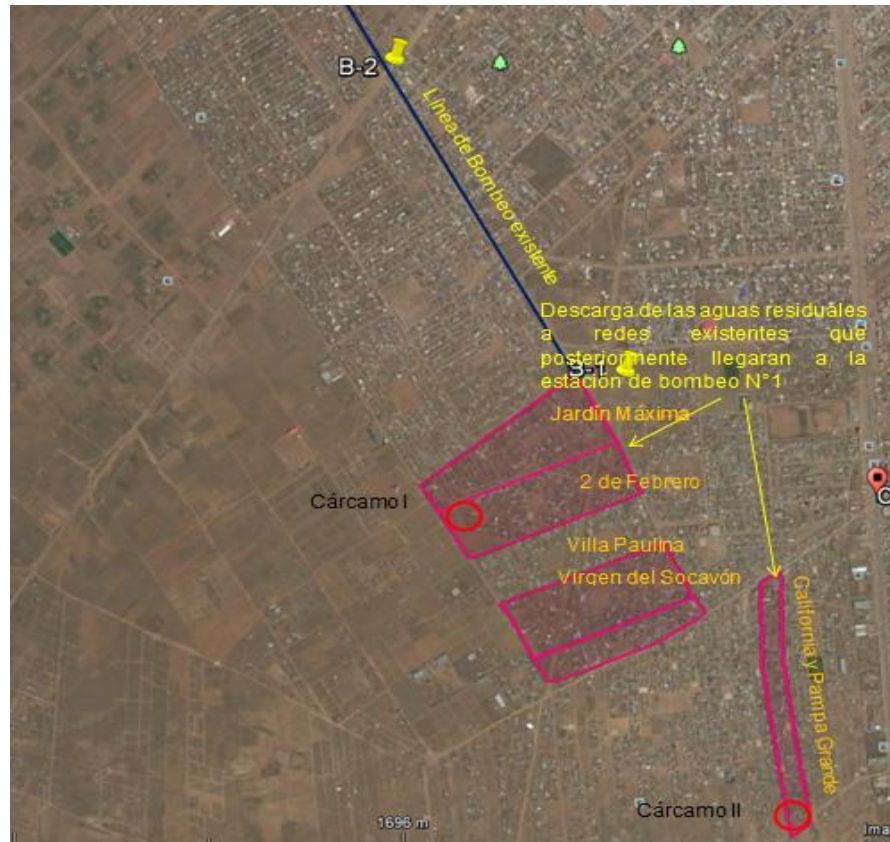 B-2
Línea de Bombeo existente
Descarga de las aguas residuales
a redes existentes que
posteriormente llegaran a la
estación de bombeo N°1
B-1
Jardín Máxima
Cárcamo I
2 de Febrero
Villa Paulina
Virgen del Socavón
California y Pampa Grande
Cárcamo II
1696 m